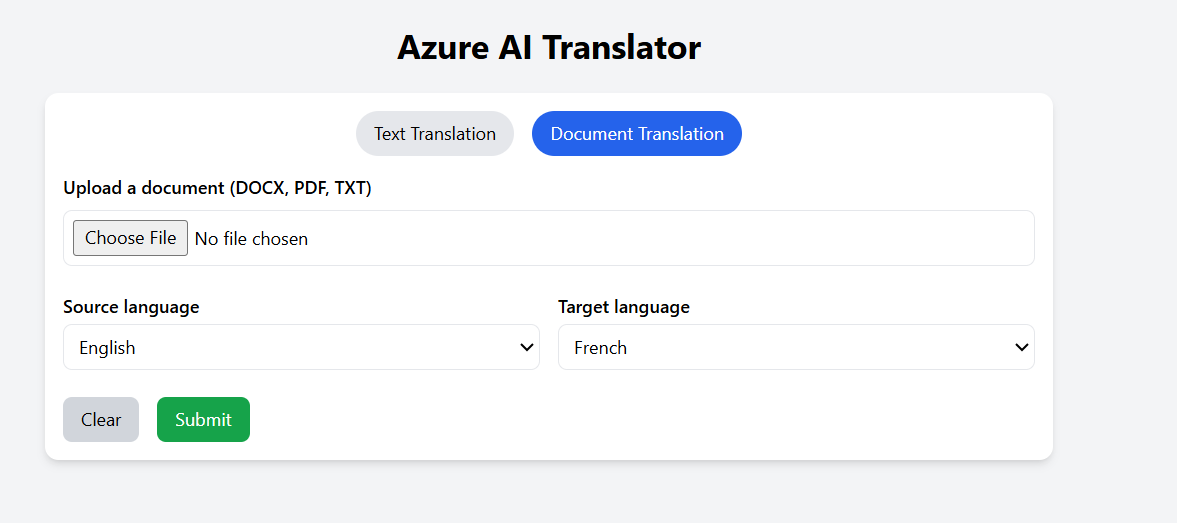 Azure AI Translator
Text Translation Document Translation
Upload a document (DOCX, PDF, TXT)
Choose File No file chosen
Source language Target language
English French
Clear Submit